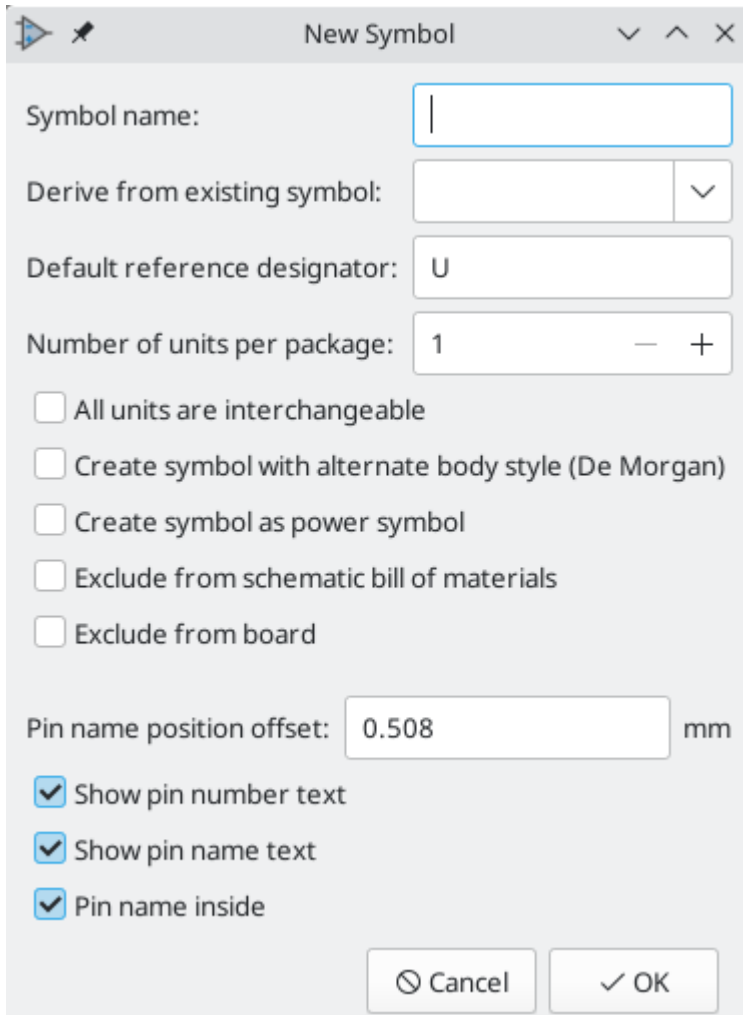 New Symbol
Symbol name:
Derive from existing symbol:
Default reference designator: U
Number of units per package: 1
All units are interchangeable
Create symbol with alternate body style (De Morgan)
Create symbol as power symbol
Exclude from schematic bill of materials
Exclude from board
Pin name position offset: 0.508 mm
Show pin number text
Show pin name text
Pin name inside
Cancel OK